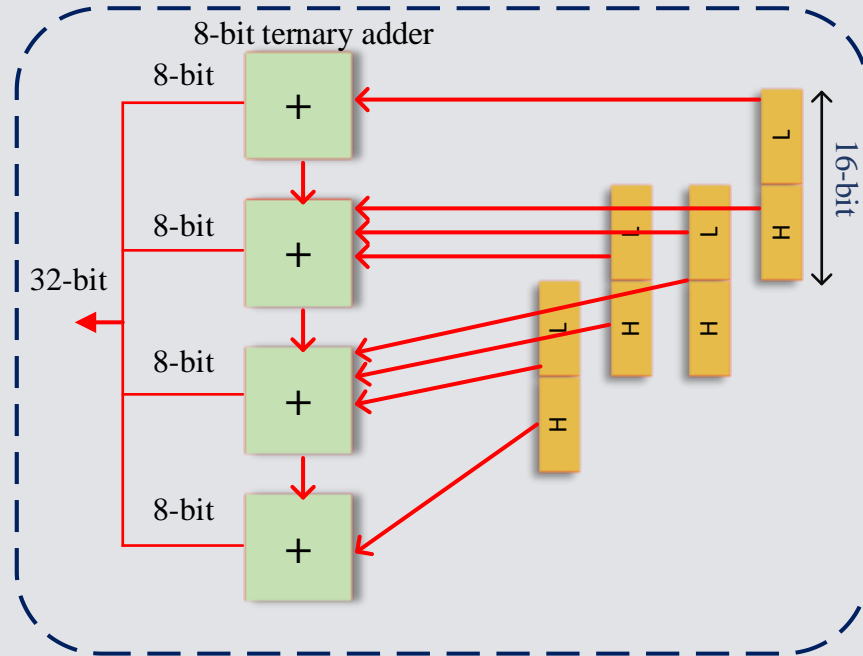 8-bit ternary adder
8-bit
+
L
16-bit
H
8-bit
+
L
L
32-bit
H
H
L
8-bit
+
H
8-bit
+